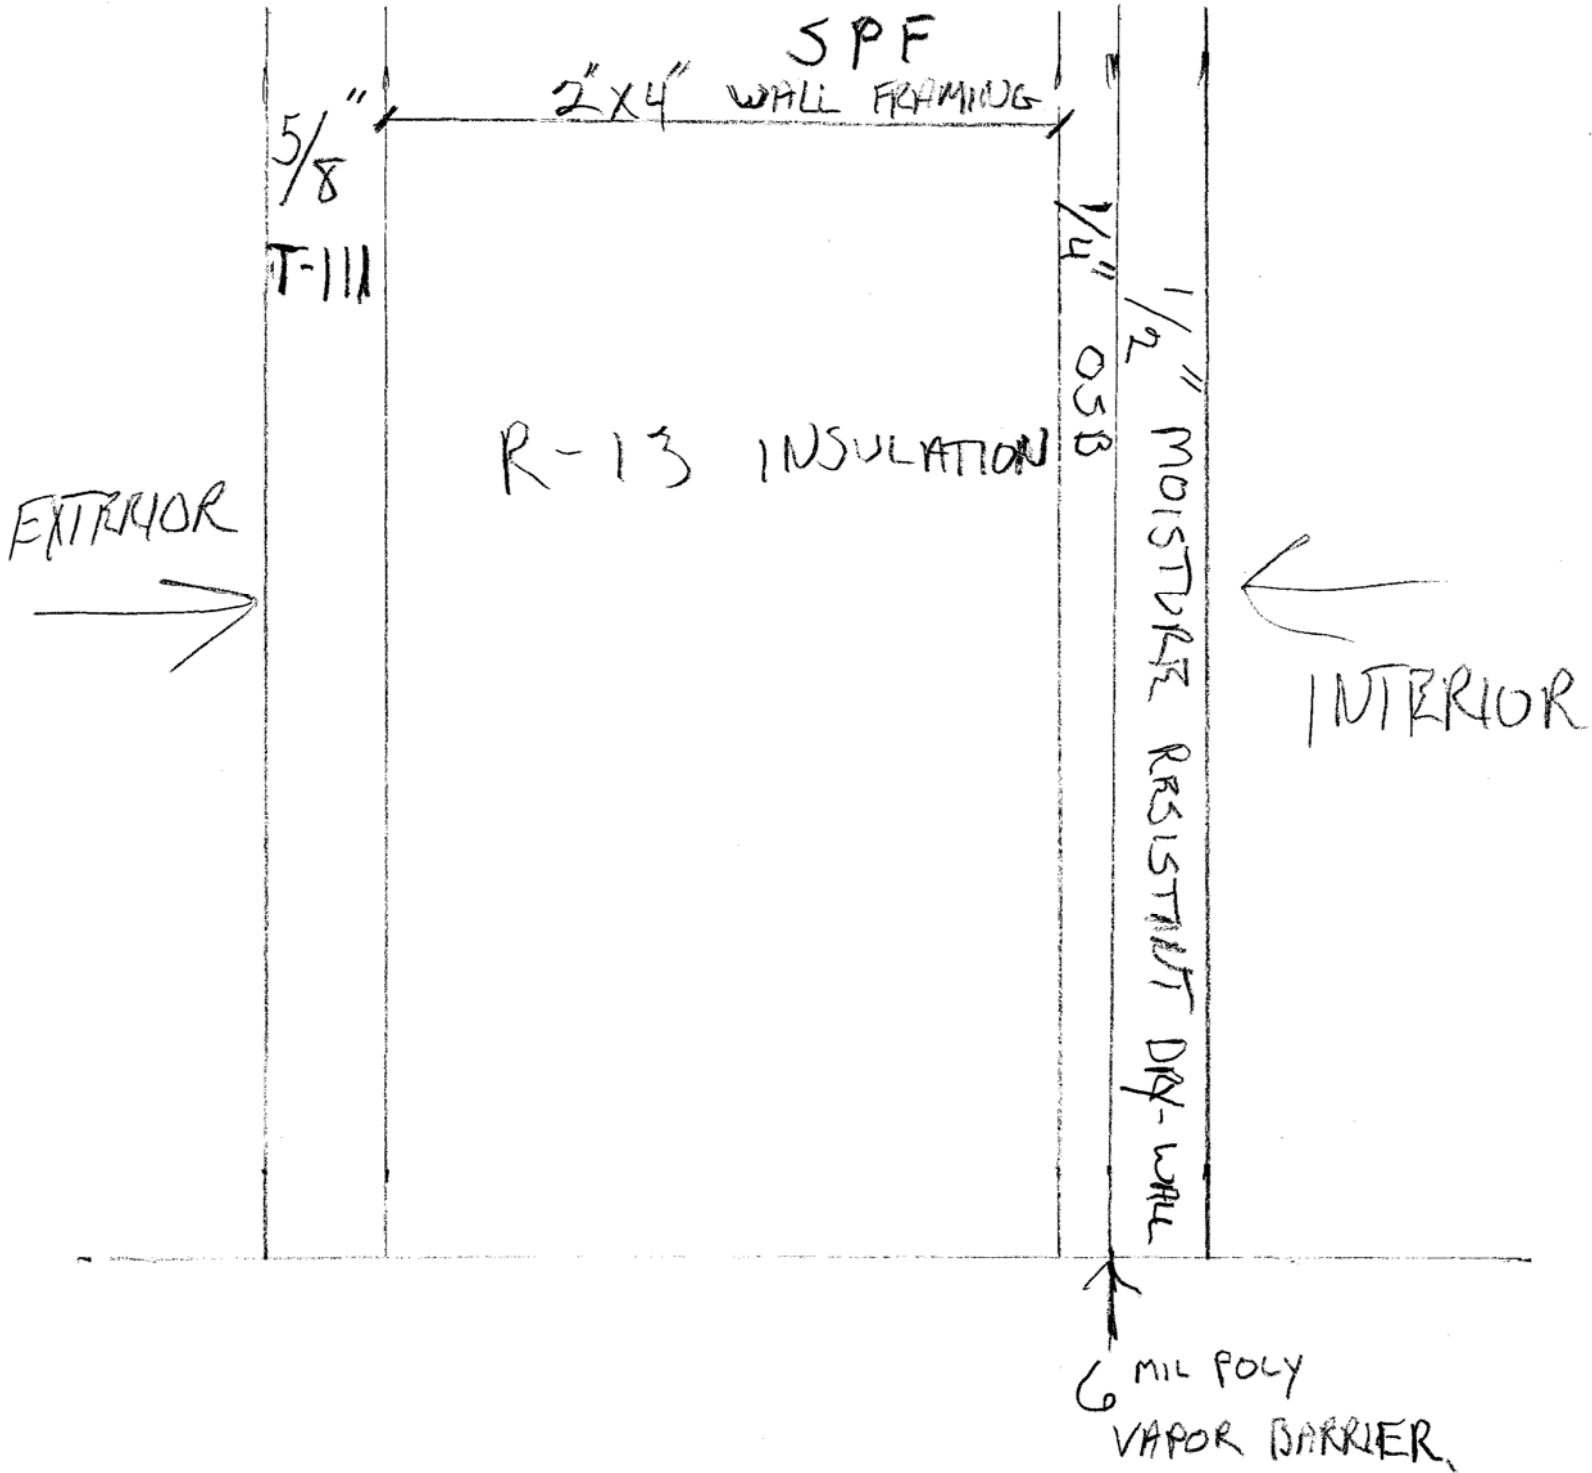 SPF
2"X4" WALL FRAMING
5/8"
T-111
1/4" OSB
1/2" MOISTURE RESISTANT DRY-WALL
R-13 INSULATION
EXTERIOR
INTERIOR
6 MIL POLY
VAPOR BARRIER.